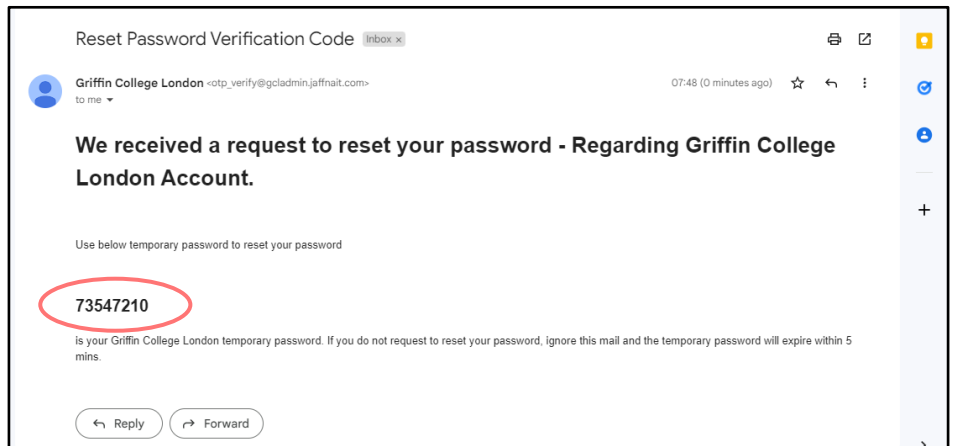 Reset Password Verification Code Inbox ×
Griffin College London <otp_verify@gcladmin.jaffnait.com> 07:48 (0 minutes ago)
to me
We received a request to reset your password - Regarding Griffin College
London Account.
Use below temporary password to reset your password
73547210
is your Griffin College London temporary password. If you do not request to reset your password, ignore this mail and the temporary password will expire within 5
mins.
Reply Forward